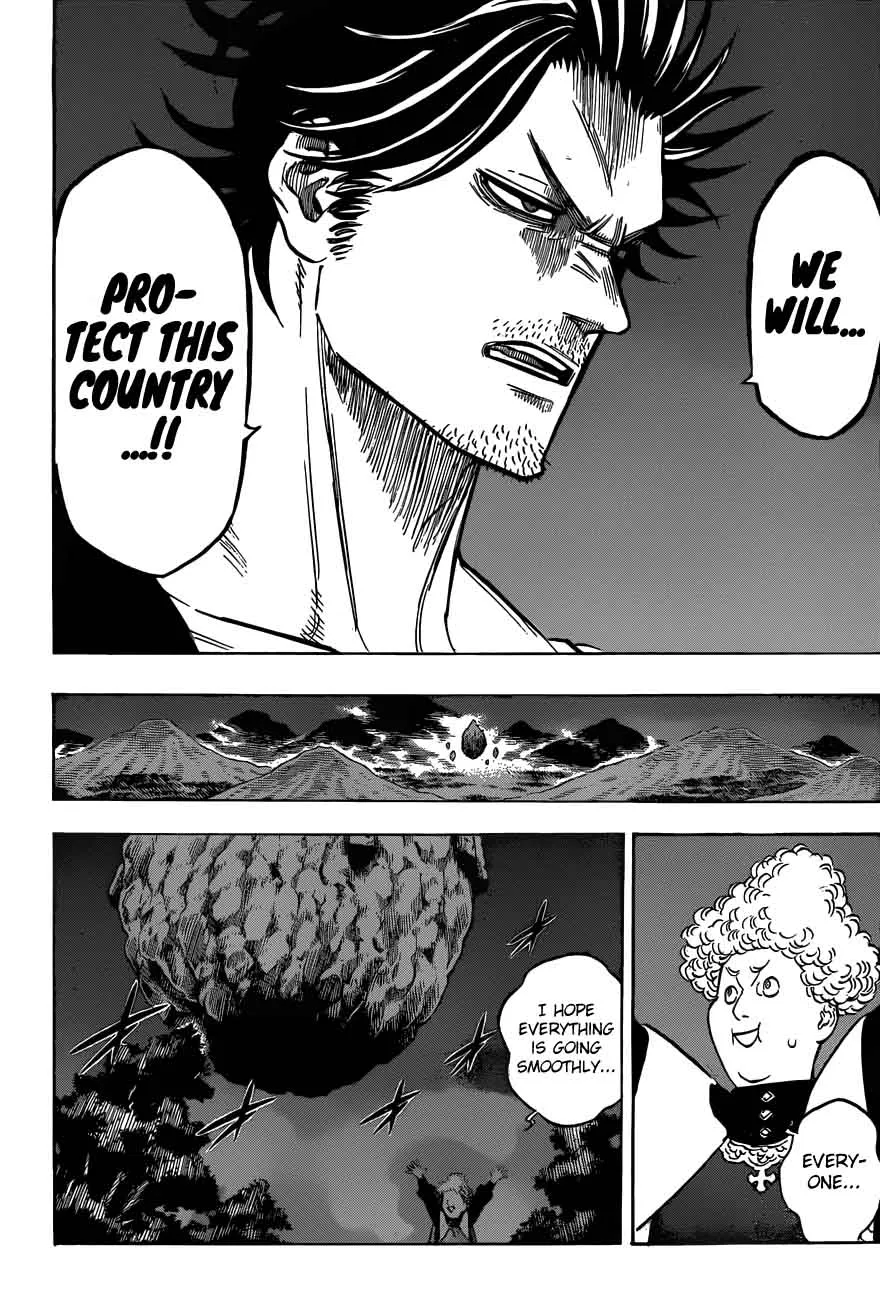 WE
WILL...
PRO-
TECT THIS
COUNTRY
....!!
EVERY-
ONE...
I HOPE
EVERYTHING
IS GOING
SMOOTHLY...